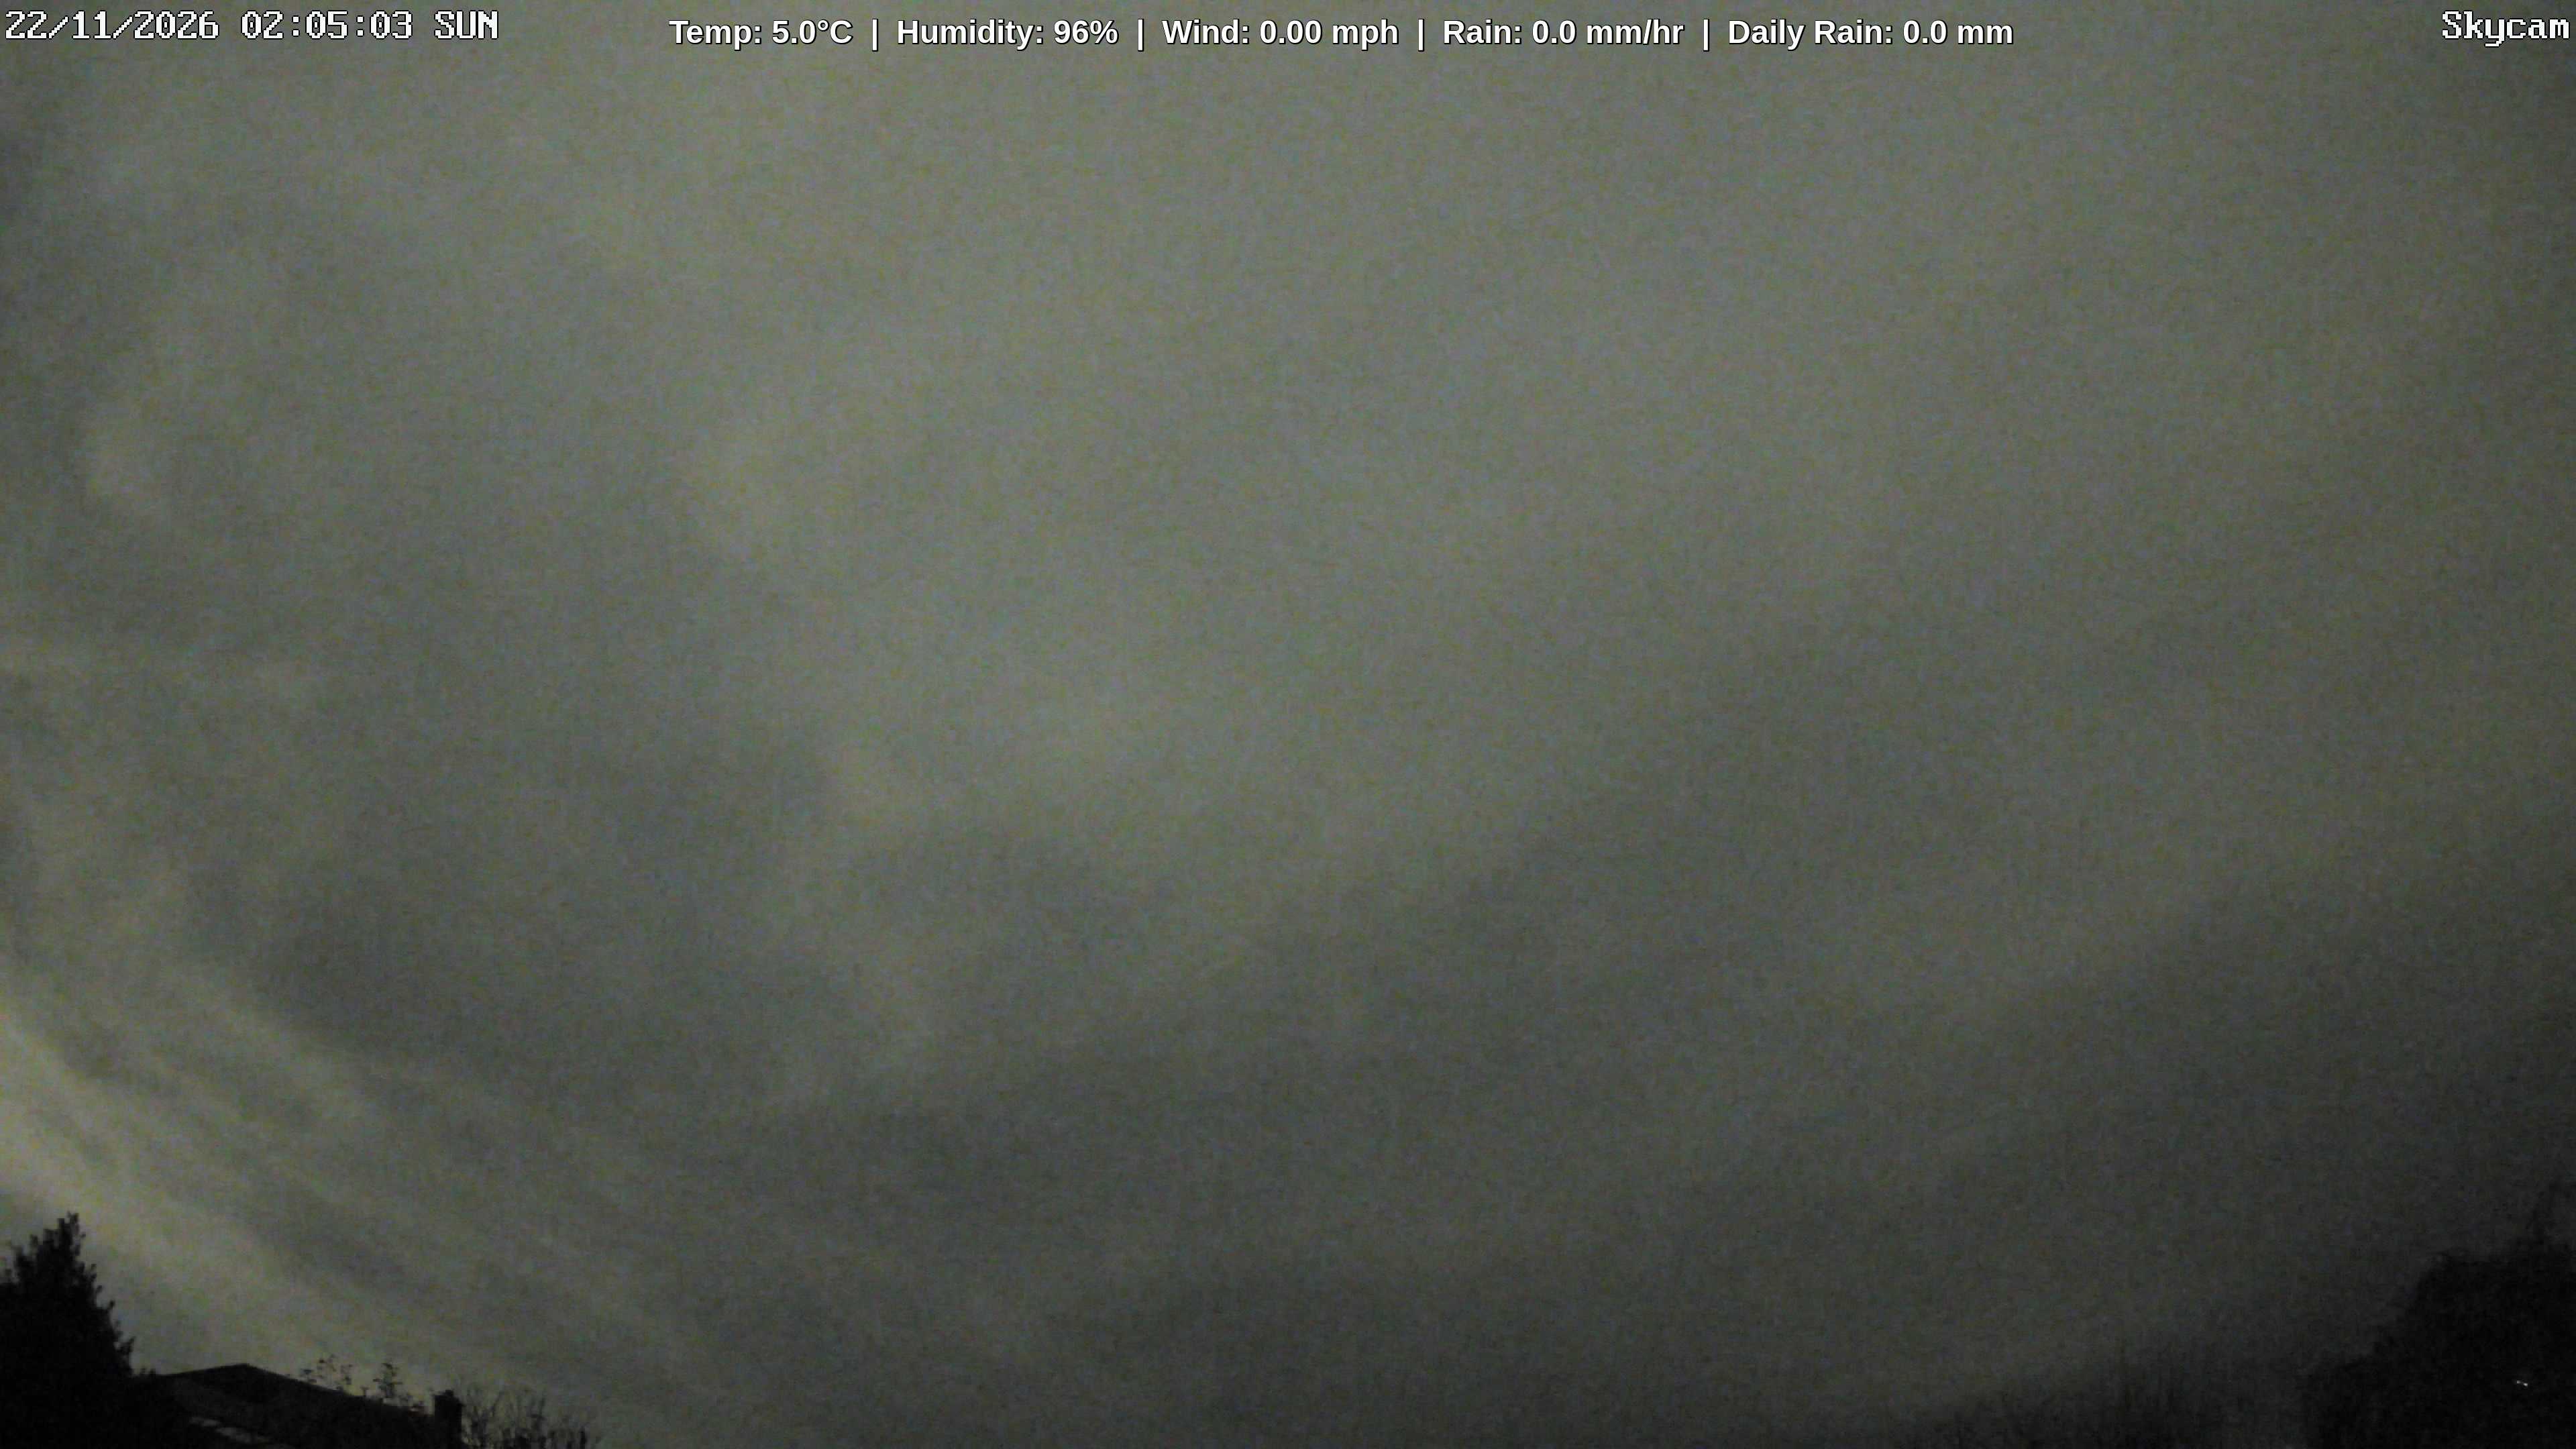 22/11/2026 02:05:03 SUN
Temp: 5.0°C | Humidity: 96% | Wind: 0.00 mph | Rain: 0.0 mm/hr | Daily Rain: 0.0 mm
Skycam